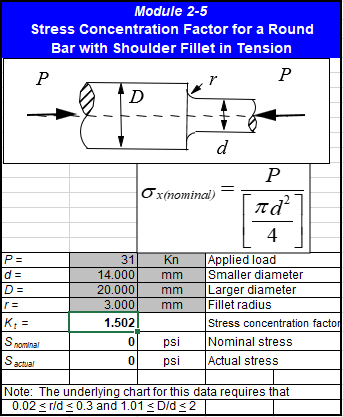 Module 2-5
Stress Concentration Factor for a Round
Bar with Shoulder Fillet in Tension
P D r P
d
σx(nominal) = P / [πd² / 4]
P = 31 Kn Applied load
d = 14.000 mm Smaller diameter
D = 20.000 mm Larger diameter
r = 3.000 mm Fillet radius
Kt = 1.502 Stress concentration factor
S nominal 0 psi Nominal stress
S actual 0 psi Actual stress
Note: The underlying chart for this data requires that
0.02 ≤ r/d ≤ 0.3 and 1.01 ≤ D/d ≤ 2